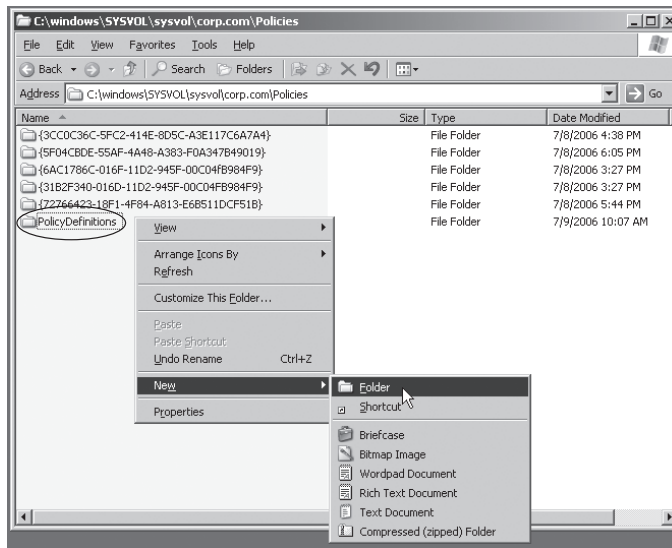 C:\windows\SYSVOL\sysvol\corp.com\Policies
File Edit View Favorites Tools Help
Back Search Folders
Address C:\windows\SYSVOL\sysvol\corp.com\Policies Go
Name Size Type Date Modified
{3CC0C36C-5FC2-414E-8D5C-A3E117C6A7A4} File Folder 7/8/2006 4:38 PM
{5F04CBDE-55AF-4A48-A383-F0A347B49019} File Folder 7/8/2006 6:05 PM
{6AC1786C-016F-11D2-945F-00C04fB984F9} File Folder 7/8/2006 3:27 PM
{31B2F340-016D-11D2-945F-00C04FB984F9} File Folder 7/8/2006 3:27 PM
{72766423-18F1-4F84-A813-E6B511DCF51B} File Folder 7/8/2006 5:44 PM
PolicyDefinitions File Folder 7/9/2006 10:07 AM
View
Arrange Icons By
Refresh
Customize This Folder...
Paste
Paste Shortcut
Undo Rename Ctrl+Z
New
Properties
Folder
Shortcut
Briefcase
Bitmap Image
Wordpad Document
Rich Text Document
Text Document
Compressed (zipped) Folder